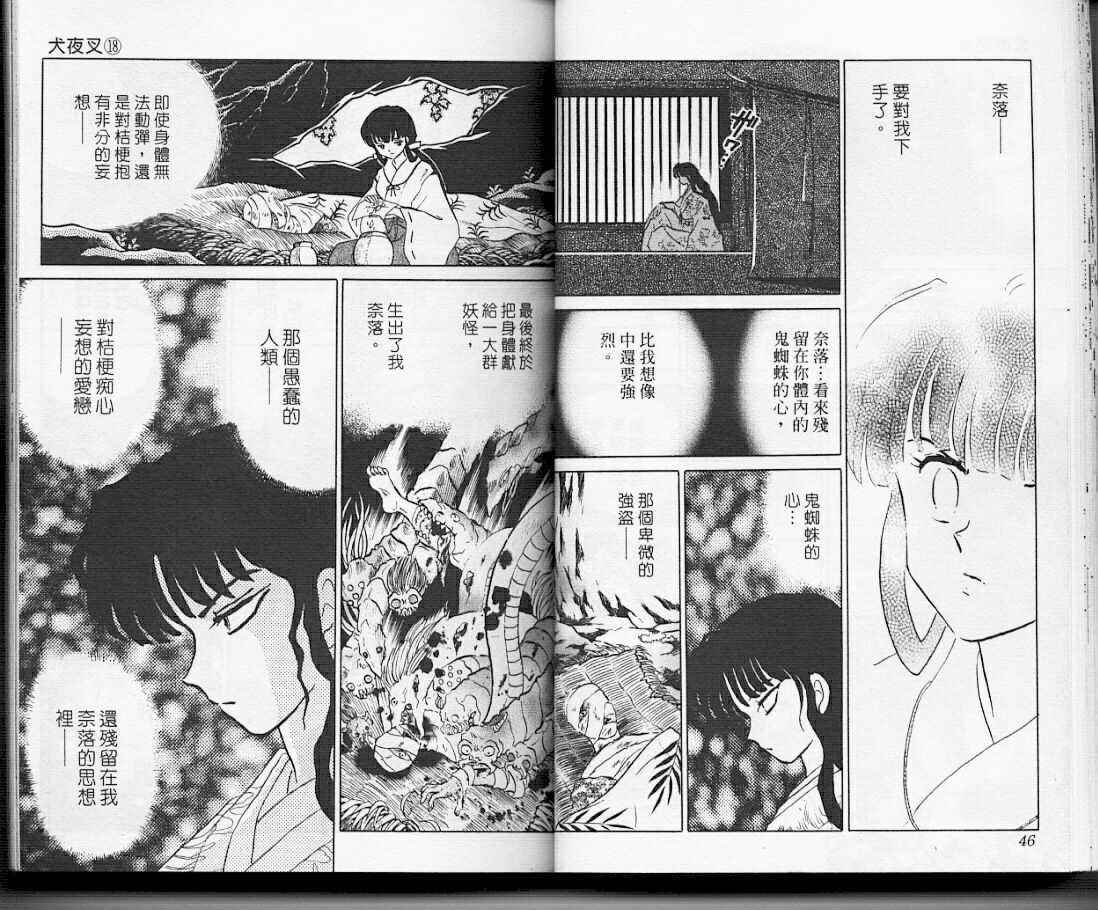 奈落——
要對我下
手了。
奈落…看來殘
留在你體內的
鬼蜘蛛的心，
比我想像
中還要強
烈。
鬼蜘蛛的
心…
那個卑微的
強盜——
46
犬夜叉⑱
即使身體無
法動彈，還
是對桔梗抱
有非分的妄
想——
最後終於
把身體獻
給一大群
妖怪，
生出了我
奈落。
那個愚蠢的
人類——
對桔梗痴心
妄想的愛戀
——
還殘留在我
奈落的思想
裡——